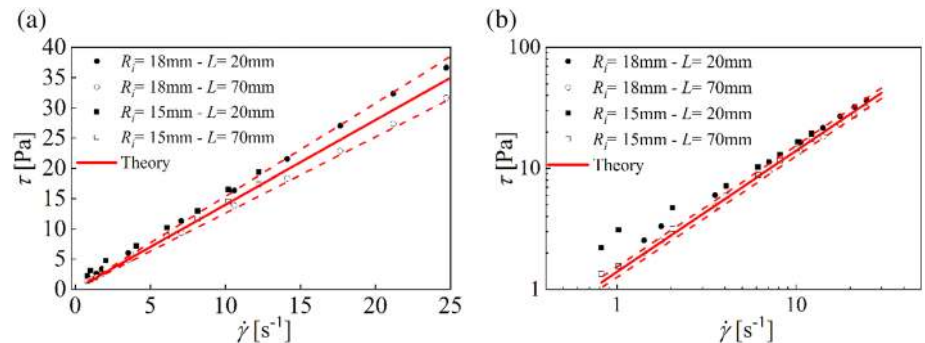 (a)
40
35
30
25
20
15
10
5
0
τ [Pa]
Ri= 18mm - L= 20mm
Ri= 18mm - L= 70mm
Ri= 15mm - L= 20mm
Ri= 15mm - L= 70mm
Theory
0 5 10 15 20 25
γ̇ [s⁻¹]
(b)
100
10
1
τ [Pa]
Ri= 18mm - L= 20mm
Ri= 18mm - L= 70mm
Ri= 15mm - L= 20mm
Ri= 15mm - L= 70mm
Theory
1 10
γ̇ [s⁻¹]